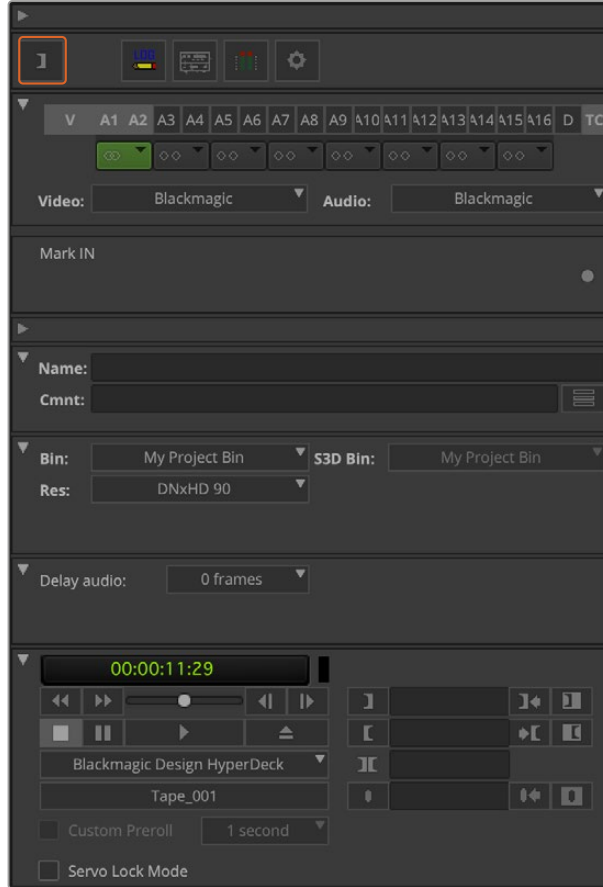 LOG
V A1 A2 A3 A4 A5 A6 A7 A8 A9 A10 A11 A12 A13 A14 A15 A16 D TC
Video: Blackmagic Audio: Blackmagic
Mark IN
Name:
Cmnt:
Bin: My Project Bin S3D Bin: My Project Bin
Res: DNxHD 90
Delay audio: 0 frames
00:00:11:29
Blackmagic Design HyperDeck
Tape_001
Custom Preroll 1 second
Servo Lock Mode